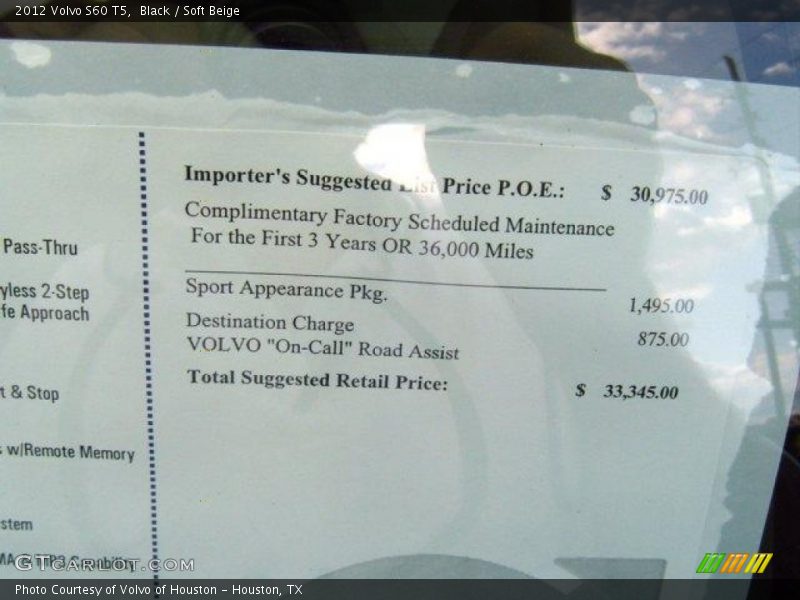 2012 Volvo S60 T5, Black / Soft Beige
Importer's Suggested List Price P.O.E.: $ 30,975.00
Complimentary Factory Scheduled Maintenance
For the First 3 Years OR 36,000 Miles
Pass-Thru
yless 2-Step
fe Approach
t & Stop
w/Remote Memory
stem
Sport Appearance Pkg. 1,495.00
Destination Charge 875.00
VOLVO "On-Call" Road Assist
Total Suggested Retail Price: $ 33,345.00
GTCARLOT.COM
Photo Courtesy of Volvo of Houston - Houston, TX